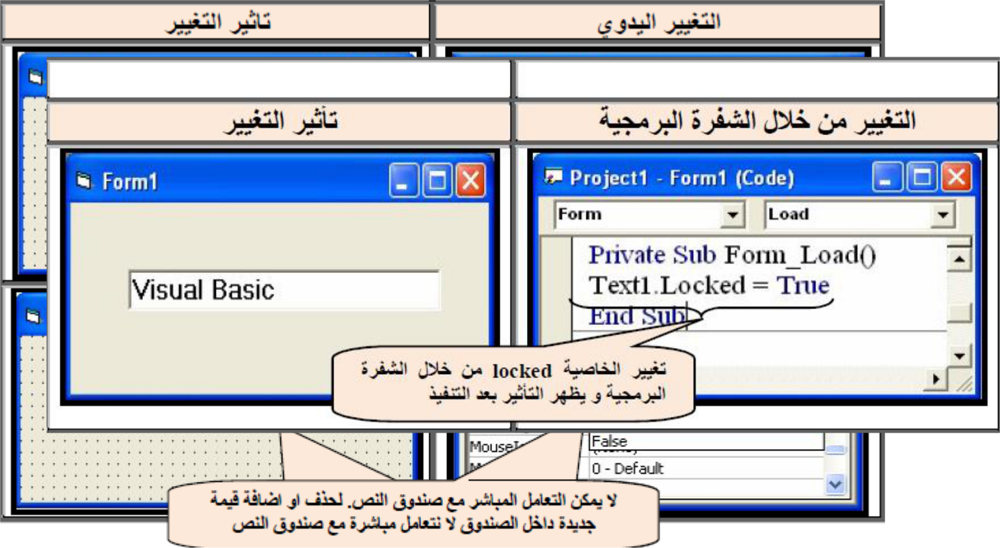 التغيير اليدوي
تاثير التغيير
التغيير من خلال الشفرة البرمجية
تأثير التغيير
Project1 - Form1 (Code)
Form
Load
Private Sub Form_Load()
Text1.Locked = True
End Sub
Form1
Visual Basic
تغيير الخاصية locked من خلال الشفرة
البرمجية و يظهر التأثير بعد التنفيذ
False
0 - Default
لا يمكن التعامل المباشر مع صندوق النص. لحذف او اضافة قيمة
جديدة داخل الصندوق لا نتعامل مباشرة مع صندوق النص